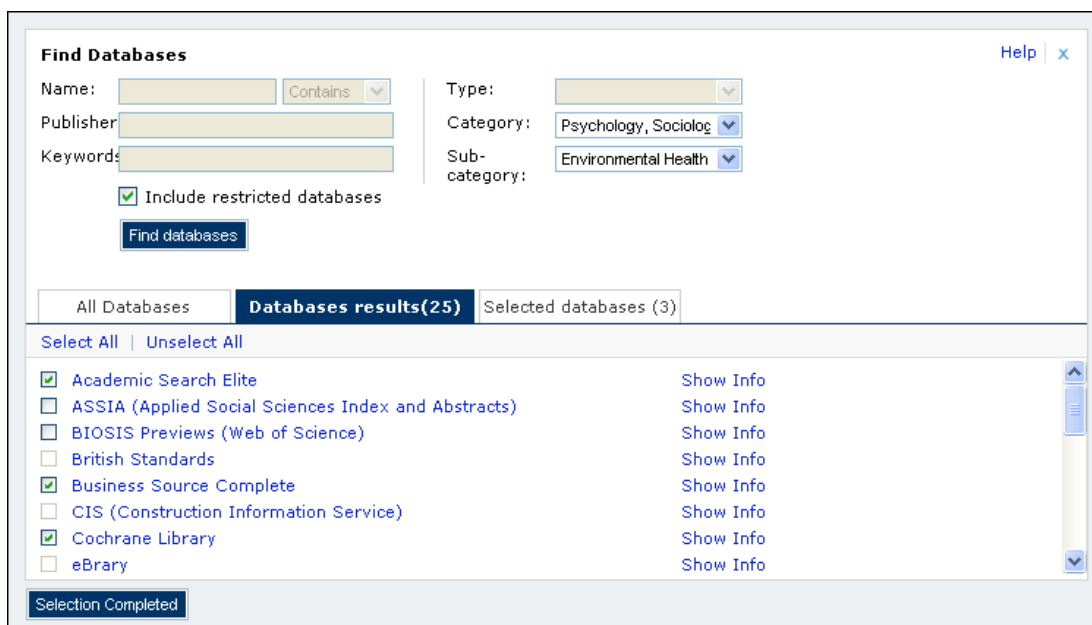 Find Databases
Help
x
Name:
Contains
Type:
Publisher
Category:
Psychology, Sociolog
Keywords
Sub-
category:
Environmental Health
Include restricted databases
Find databases
All Databases
Databases results(25)
Selected databases (3)
Select All | Unselect All
Academic Search Elite Show Info
ASSIA (Applied Social Sciences Index and Abstracts) Show Info
BIOSIS Previews (Web of Science) Show Info
British Standards Show Info
Business Source Complete Show Info
CIS (Construction Information Service) Show Info
Cochrane Library Show Info
eBrary Show Info
Selection Completed